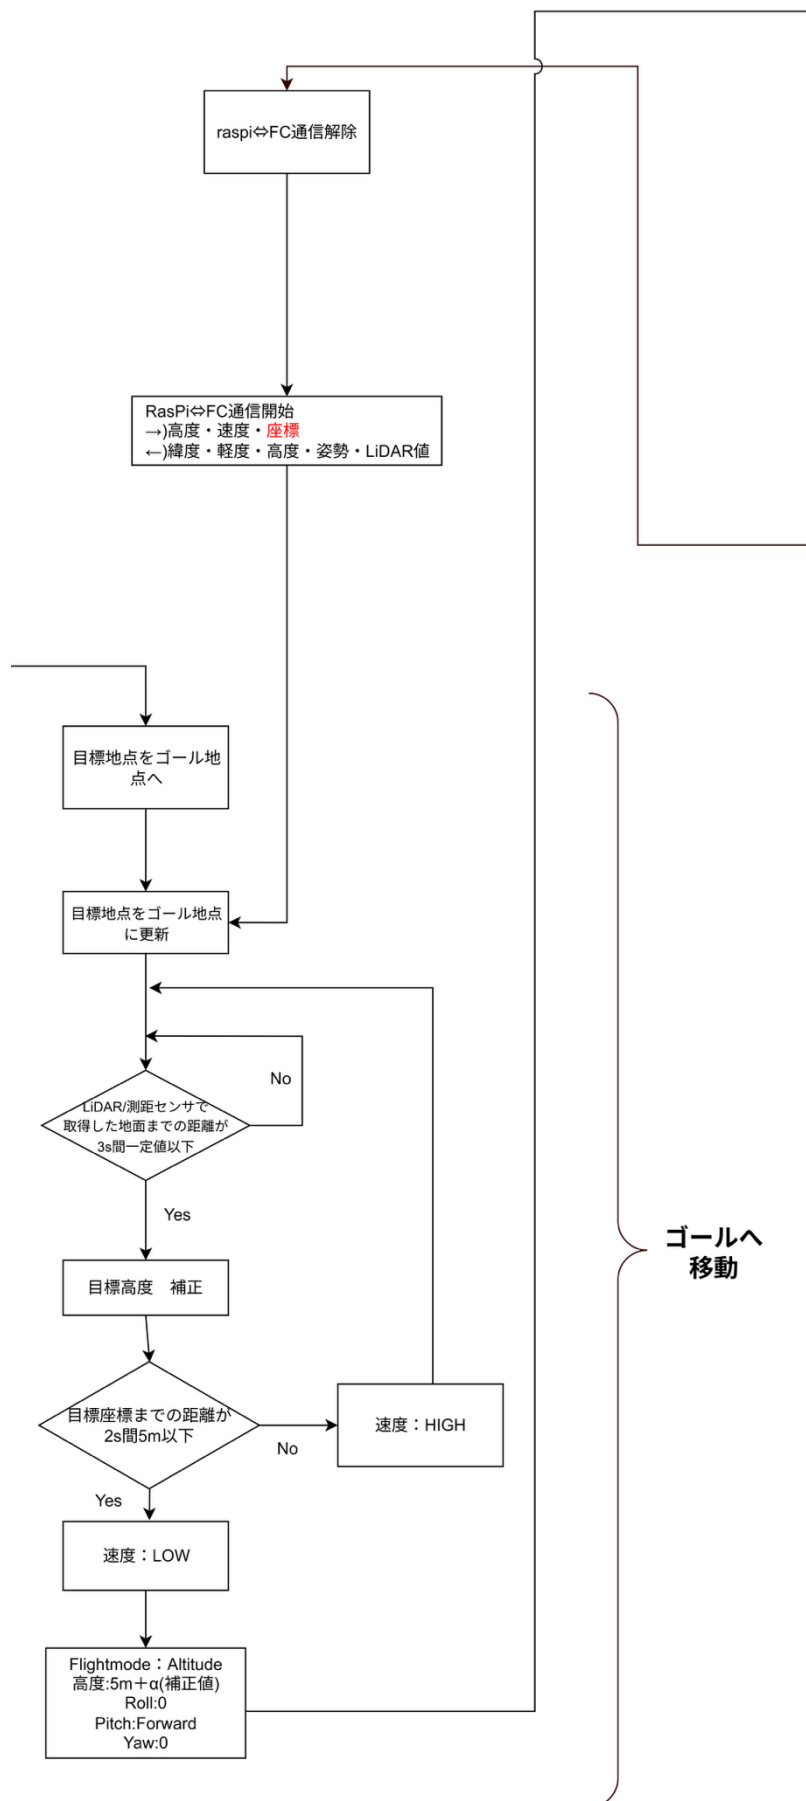 raspi⇔FC通信解除
RasPi⇔FC通信開始
→)高度・速度・座標
←)緯度・軽度・高度・姿勢・LiDAR値
目標地点をゴール地
点へ
目標地点をゴール地点
に更新
No
LiDAR/測距センサで
取得した地面までの距離が
3s間一定値以下
Yes
ゴールへ
移動
目標高度　補正
目標座標までの距離が
2s間5m以下
No
速度：HIGH
Yes
速度：LOW
Flightmode：Altitude
高度:5m＋α(補正値)
Roll:0
Pitch:Forward
Yaw:0